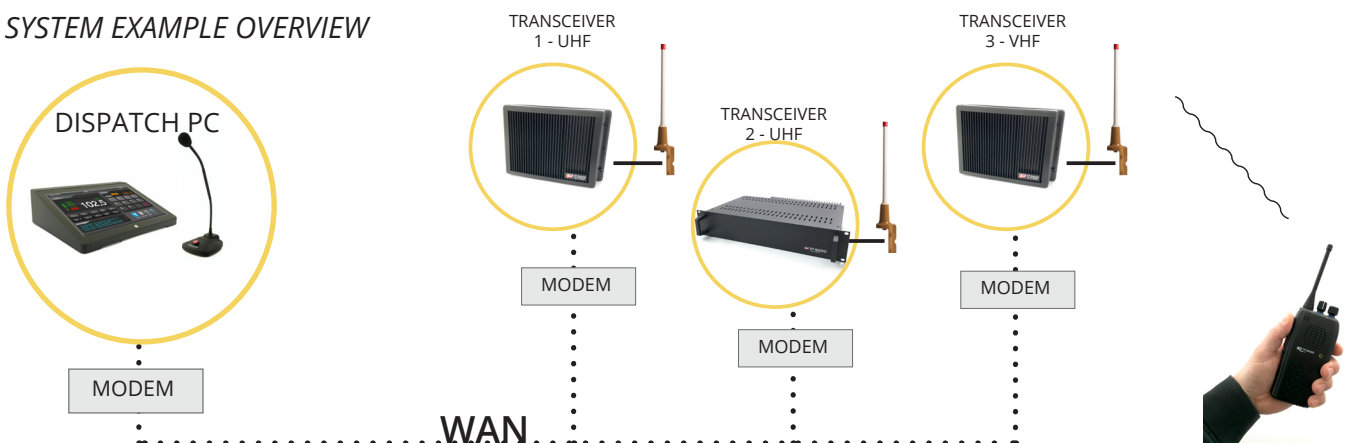 SYSTEM EXAMPLE OVERVIEW
DISPATCH PC
102,5
MODEM
TRANSCEIVER
1 - UHF
MODEM
TRANSCEIVER
2 - UHF
MODEM
TRANSCEIVER
3 - VHF
MODEM
WAN